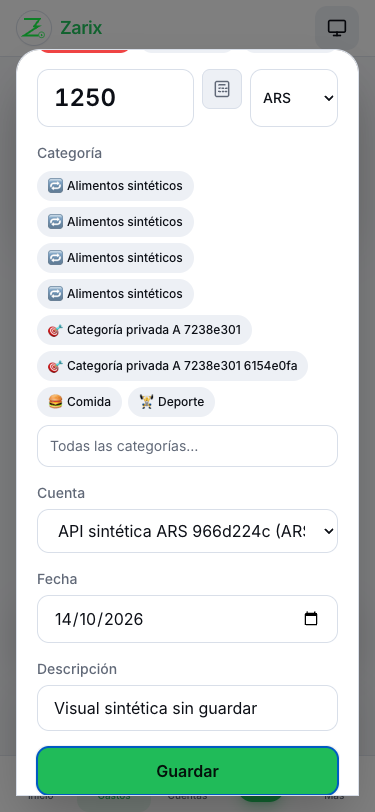 Zarix
1250
ARS
Categoría
Alimentos sintéticos
Alimentos sintéticos
Alimentos sintéticos
Alimentos sintéticos
Categoría privada A 7238e301
Categoría privada A 7238e301 6154e0fa
Comida Deporte
Todas las categorías...
Cuenta
API sintética ARS 966d224c (ARS
Fecha
14/10/2026
Descripción
Visual sintética sin guardar
Guardar
Inicio Gastos Cuentas Más